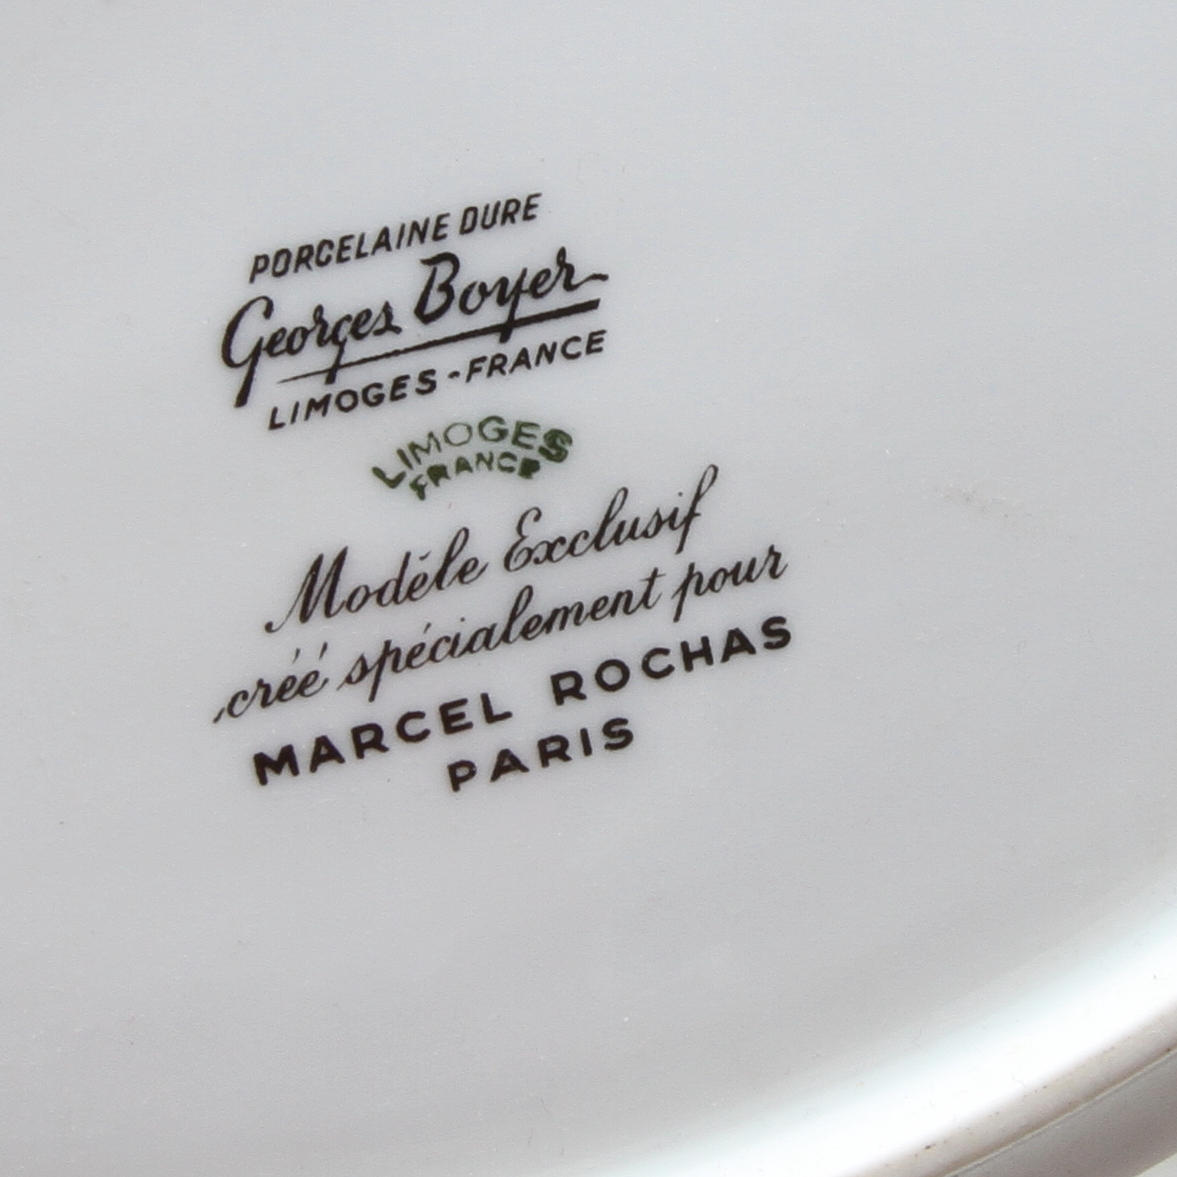 PORCELAINE DURE
Georges Boyer
LIMOGES-FRANCE
LIMOGES
FRANCE
Modèle Exclusif
créé spécialement pour
MARCEL ROCHAS
PARIS